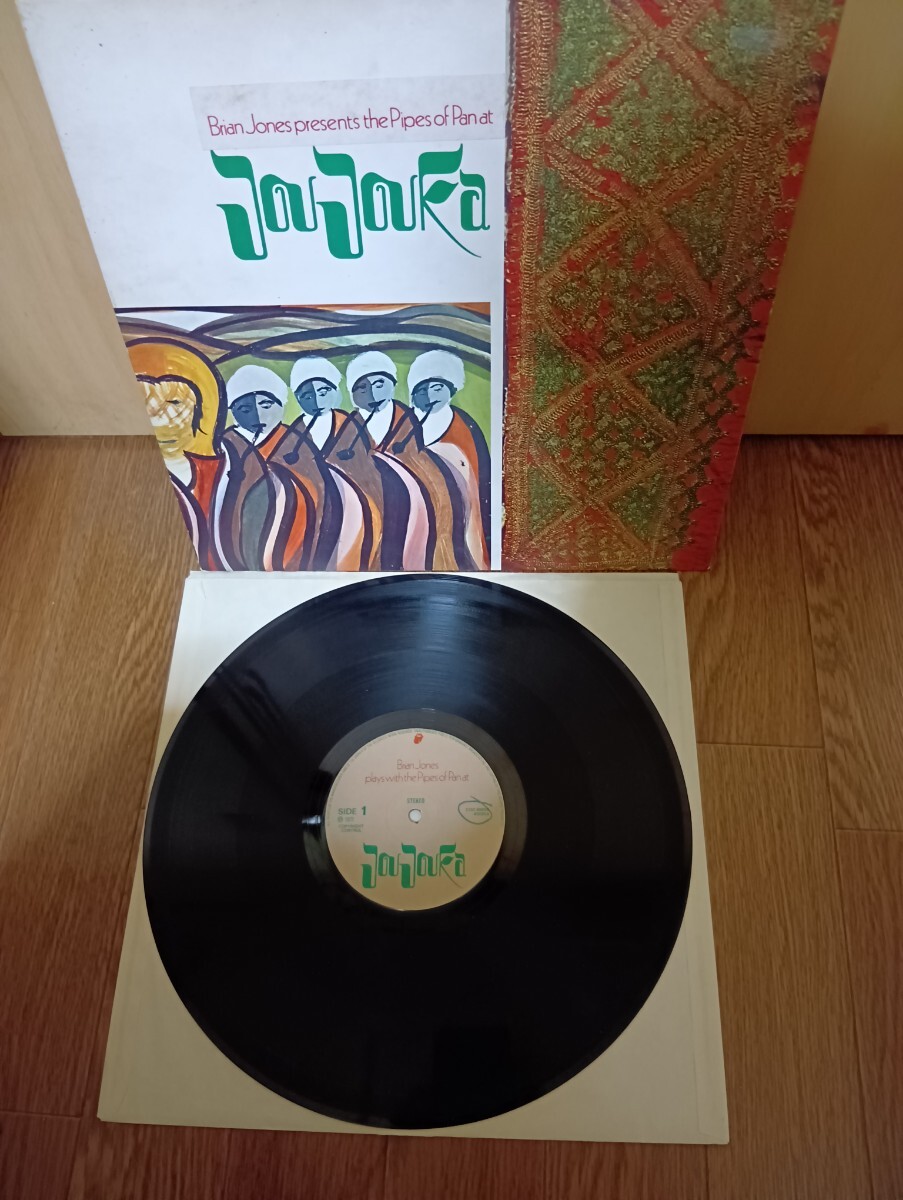 Brian Jones presents the Pipes of Pan at
JouJouka
Brian Jones
plays with the Pipes of Pan at
STEREO
SIDE 1
JouJouka